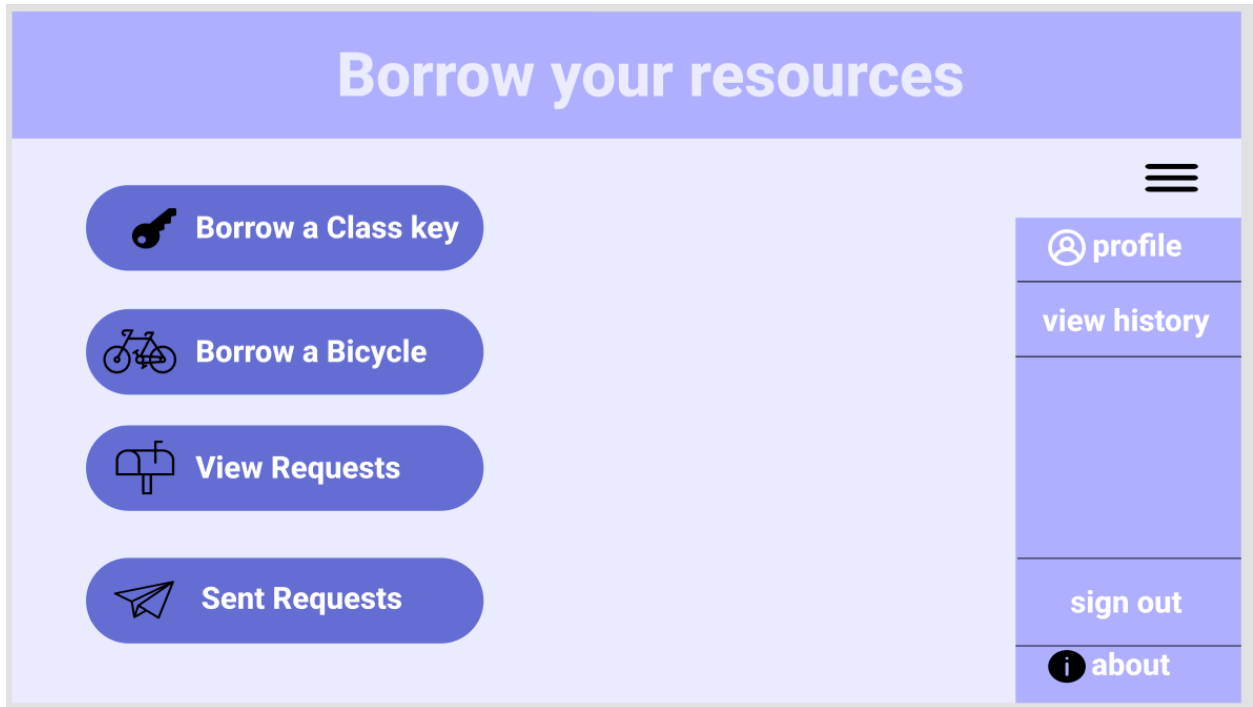 Borrow your resources
Borrow a Class key
Borrow a Bicycle
View Requests
Sent Requests
profile
view history
sign out
i about